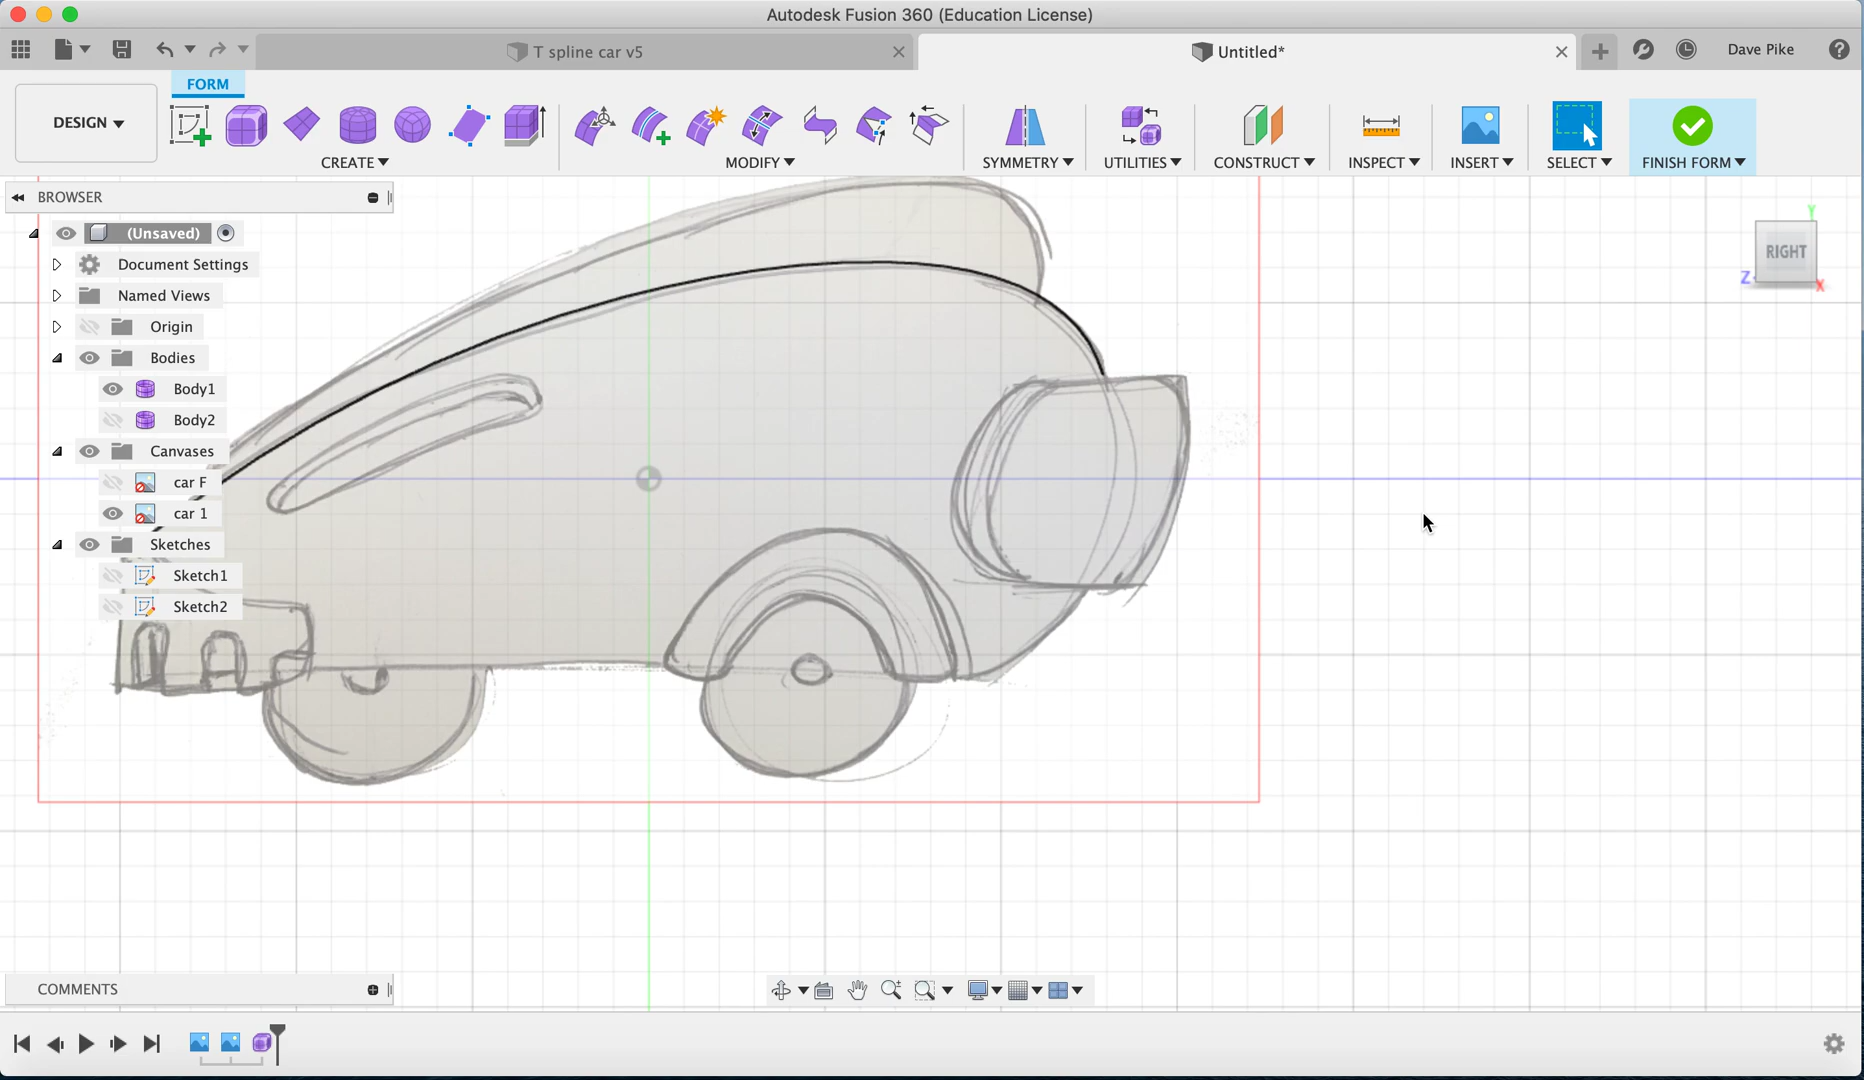 Autodesk Fusion 360 (Education License)
T spline car v5
Untitled*
Dave Pike
FORM
DESIGN
CREATE
MODIFY
SYMMETRY
UTILITIES
CONSTRUCT
INSPECT
INSERT
SELECT
FINISH FORM
BROWSER
(Unsaved)
Document Settings
Named Views
Origin
Bodies
Body1
Body2
Canvases
car F
car 1
Sketches
Sketch1
Sketch2
Y
RIGHT
Z
X
COMMENTS